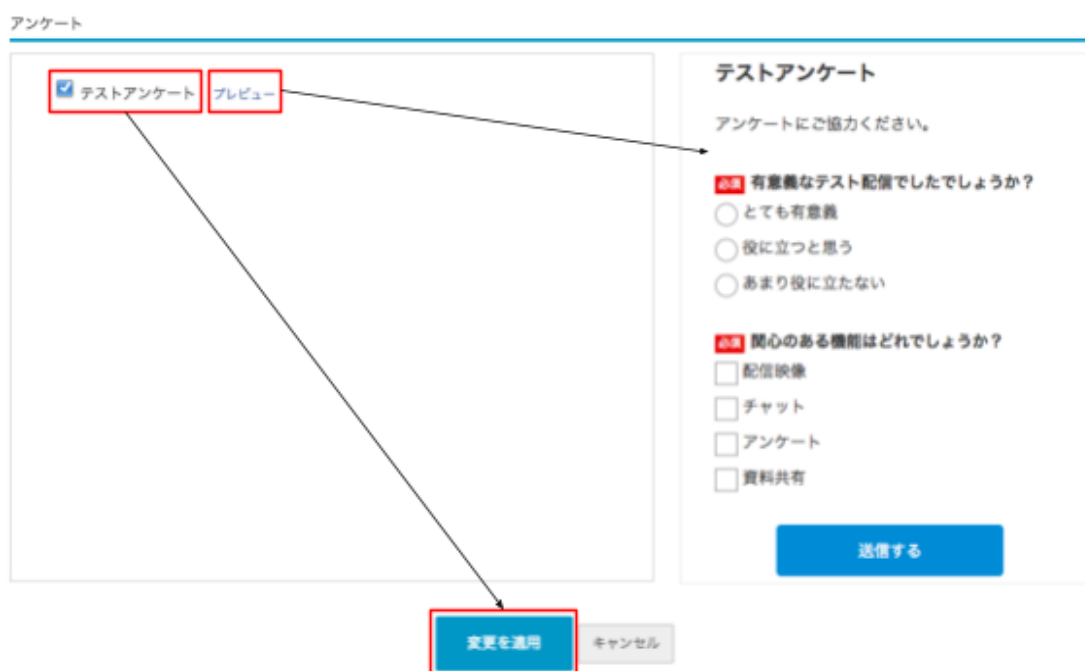 アンケート
テストアンケート プレビュー
テストアンケート
アンケートにご協力ください。
必須 有意義なテスト配信でしたでしょうか？
とても有意義
役に立つと思う
あまり役に立たない
必須 関心のある機能はどれでしょうか？
配信映像
チャット
アンケート
資料共有
送信する
変更を適用 キャンセル